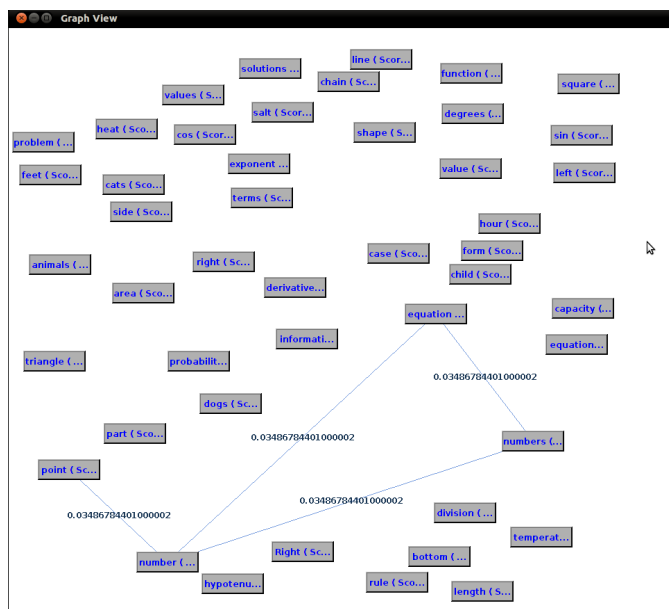 Graph View
line ( Scor...
solutions ...
function ( ...
chain ( Sc...
square ( ...
values ( S...
salt ( Scor...
degrees (...
heat ( Sco...
cos ( Scor...
shape ( S...
sin ( Scor...
problem ( ...
exponent ...
value ( Sc...
left ( Scor...
feet ( Sco...
cats ( Sco...
terms ( Sc...
side ( Sco...
hour ( Sco...
form ( Sco...
case ( Sco...
right ( Sc...
animals ( ...
child ( Sco...
derivative...
area ( Sco...
capacity (...
equation ...
informati...
equation...
triangle ( ...
probabilit...
0.03486784401000002
dogs ( Sc...
part ( Sco...
0.03486784401000002
numbers (...
point ( Sc...
0.03486784401000002
0.03486784401000002
division ( ...
temperat...
Right ( Sc...
bottom ( ...
number ( ...
hypotenu...
rule ( Sco...
length ( S...